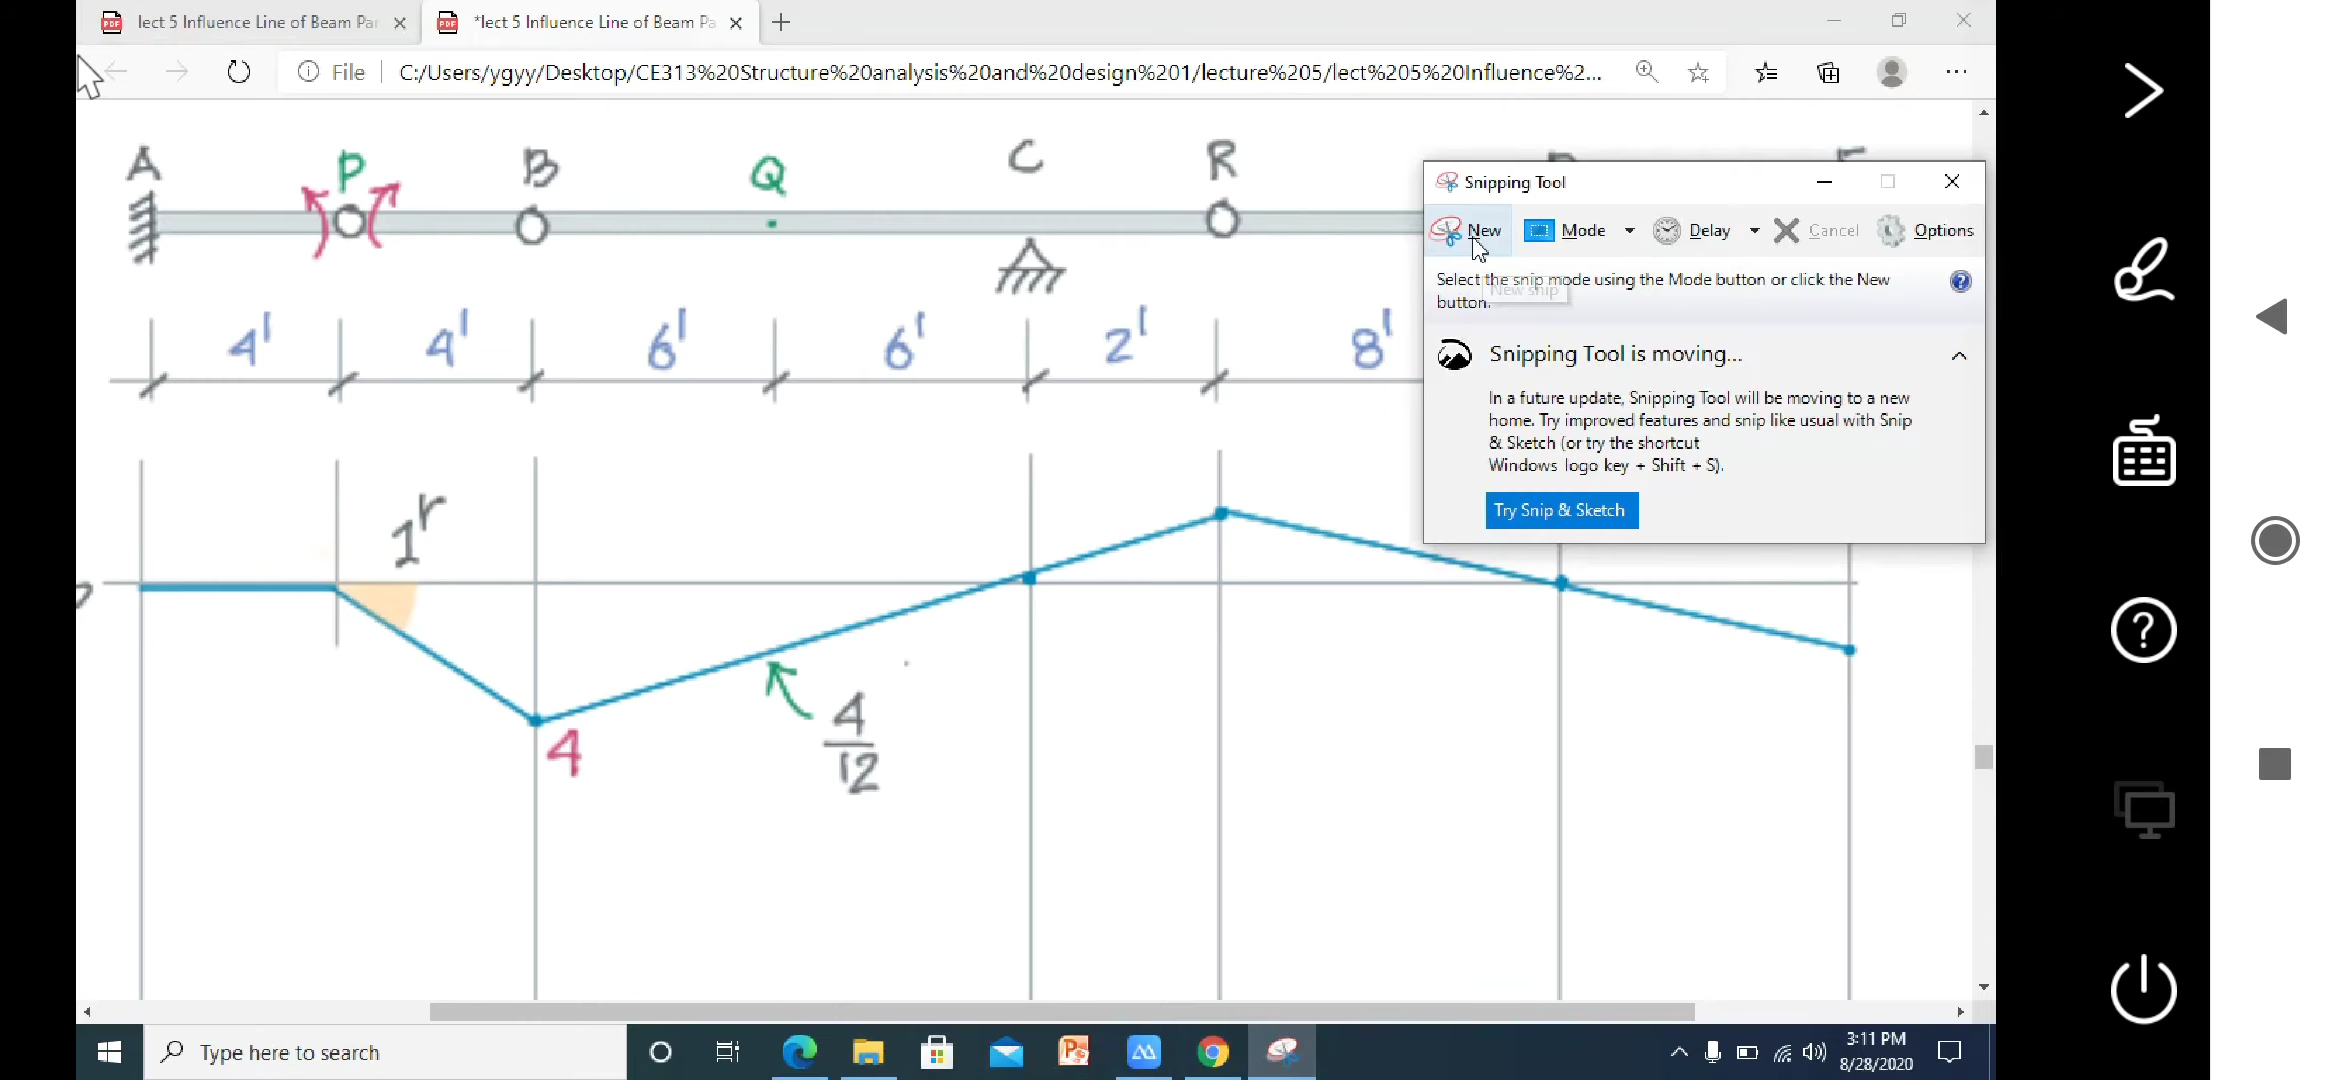 lect 5 Influence Line of Beam Par
*lect 5 Influence Line of Beam Pa
File
C:/Users/ygyy/Desktop/CE313%20Structure%20analysis%20and%20design%201/lecture%205/lect%205%20Influence%2...
A P B Q C R
4' 4' 6' 6' 2' 8'
Snipping Tool
New Mode Delay Cancel Options
Select the snip mode using the Mode button or click the New
button.
New snip
Snipping Tool is moving...
In a future update, Snipping Tool will be moving to a new
home. Try improved features and snip like usual with Snip
& Sketch (or try the shortcut
Windows logo key + Shift + S).
Try Snip & Sketch
1r
4
4
12
Type here to search
3:11 PM
8/28/2020